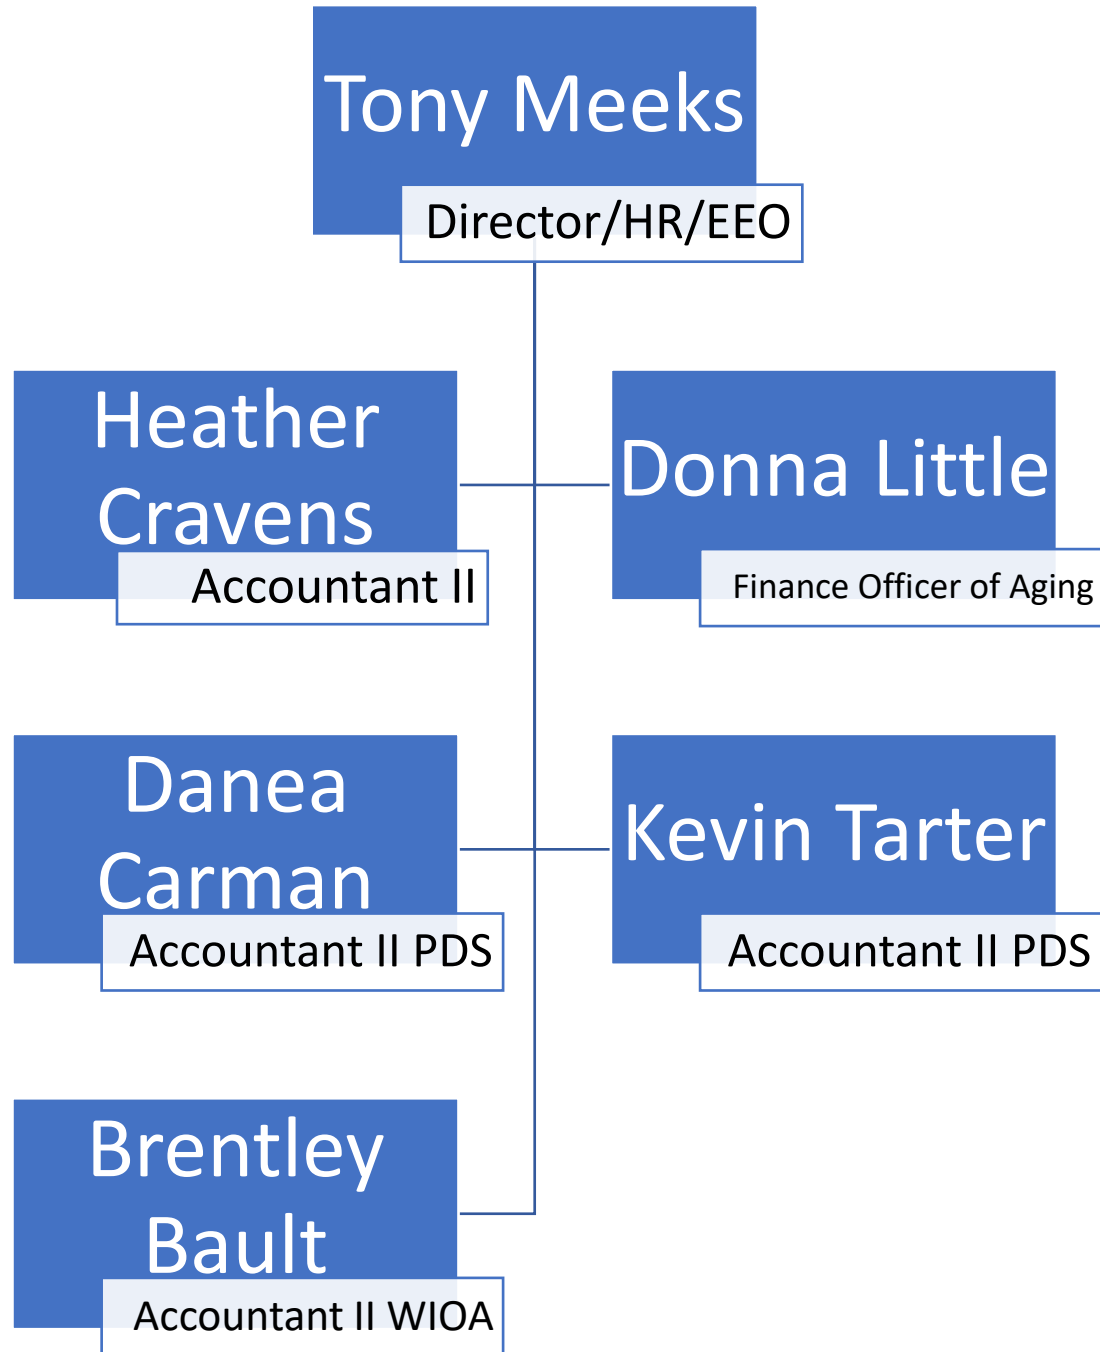 Tony Meeks
Director/HR/EEO
Heather
Cravens
Accountant II
Donna Little
Finance Officer of Aging
Danea
Carman
Accountant II PDS
Kevin Tarter
Accountant II PDS
Brentley
Bault
Accountant II WIOA